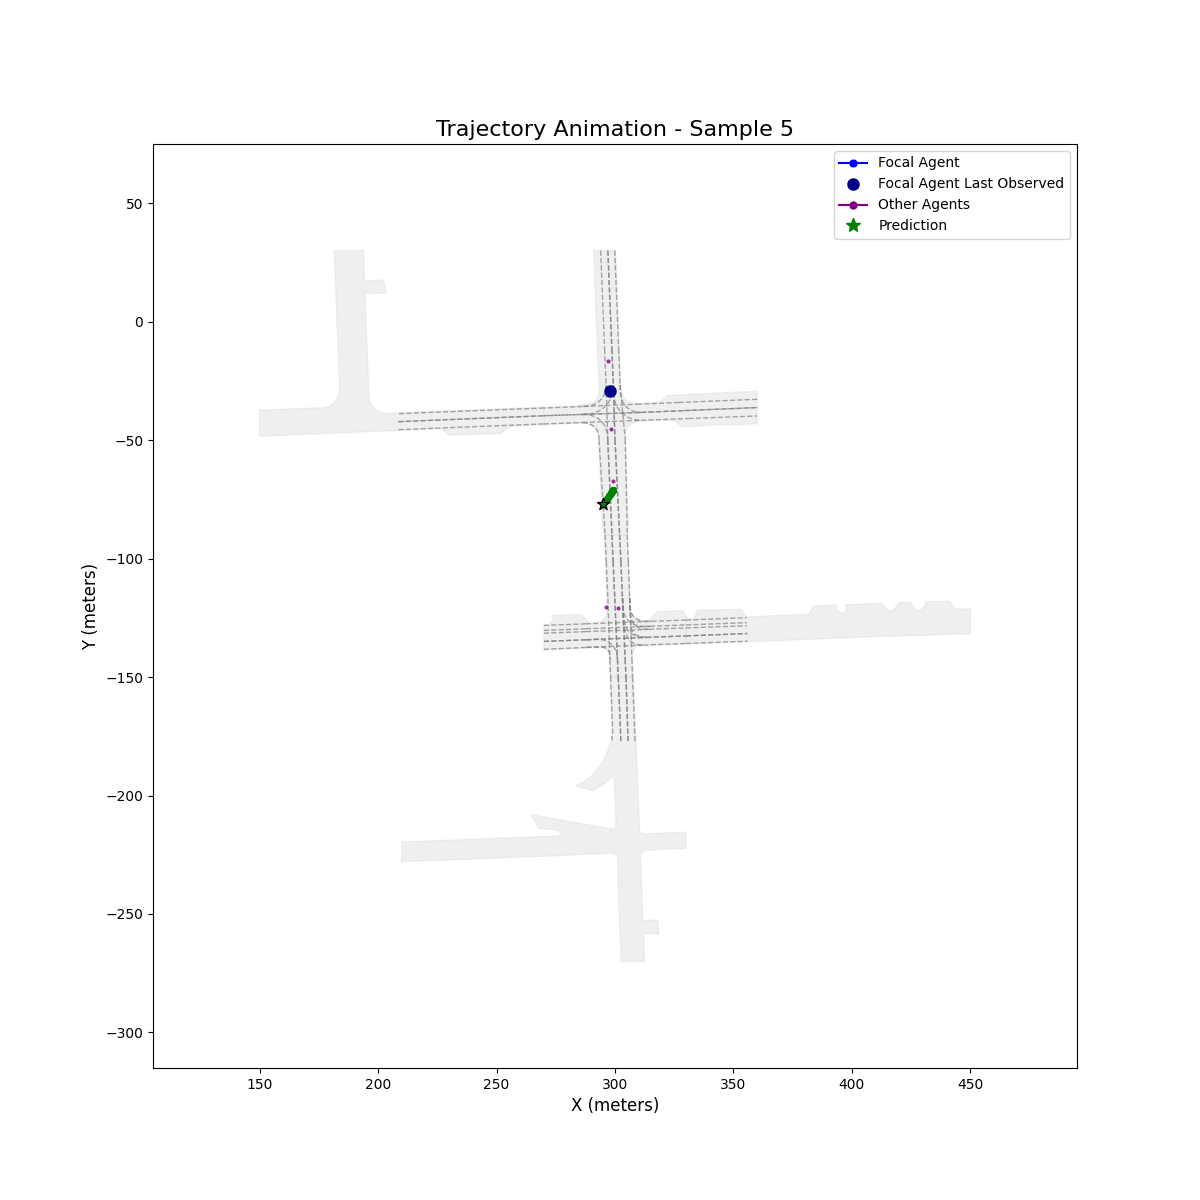 Trajectory Animation - Sample 5
Focal Agent
Focal Agent Last Observed
Other Agents
Prediction
50
0
−50
−100
−150
−200
−250
−300
Y (meters)
150 200 250 300 350 400 450
X (meters)